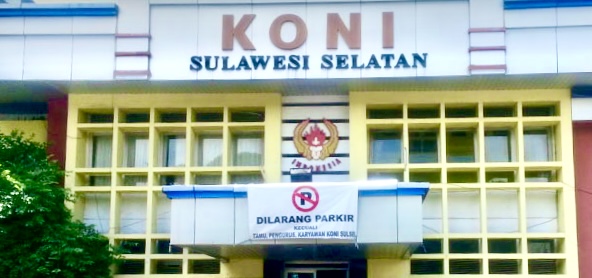 KONI
SULAWESI SELATAN
INDONESIA
P
DILARANG PARKIR
KECUALI
TAMU, PENGURUS, KARYAWAN KONI SULSEL